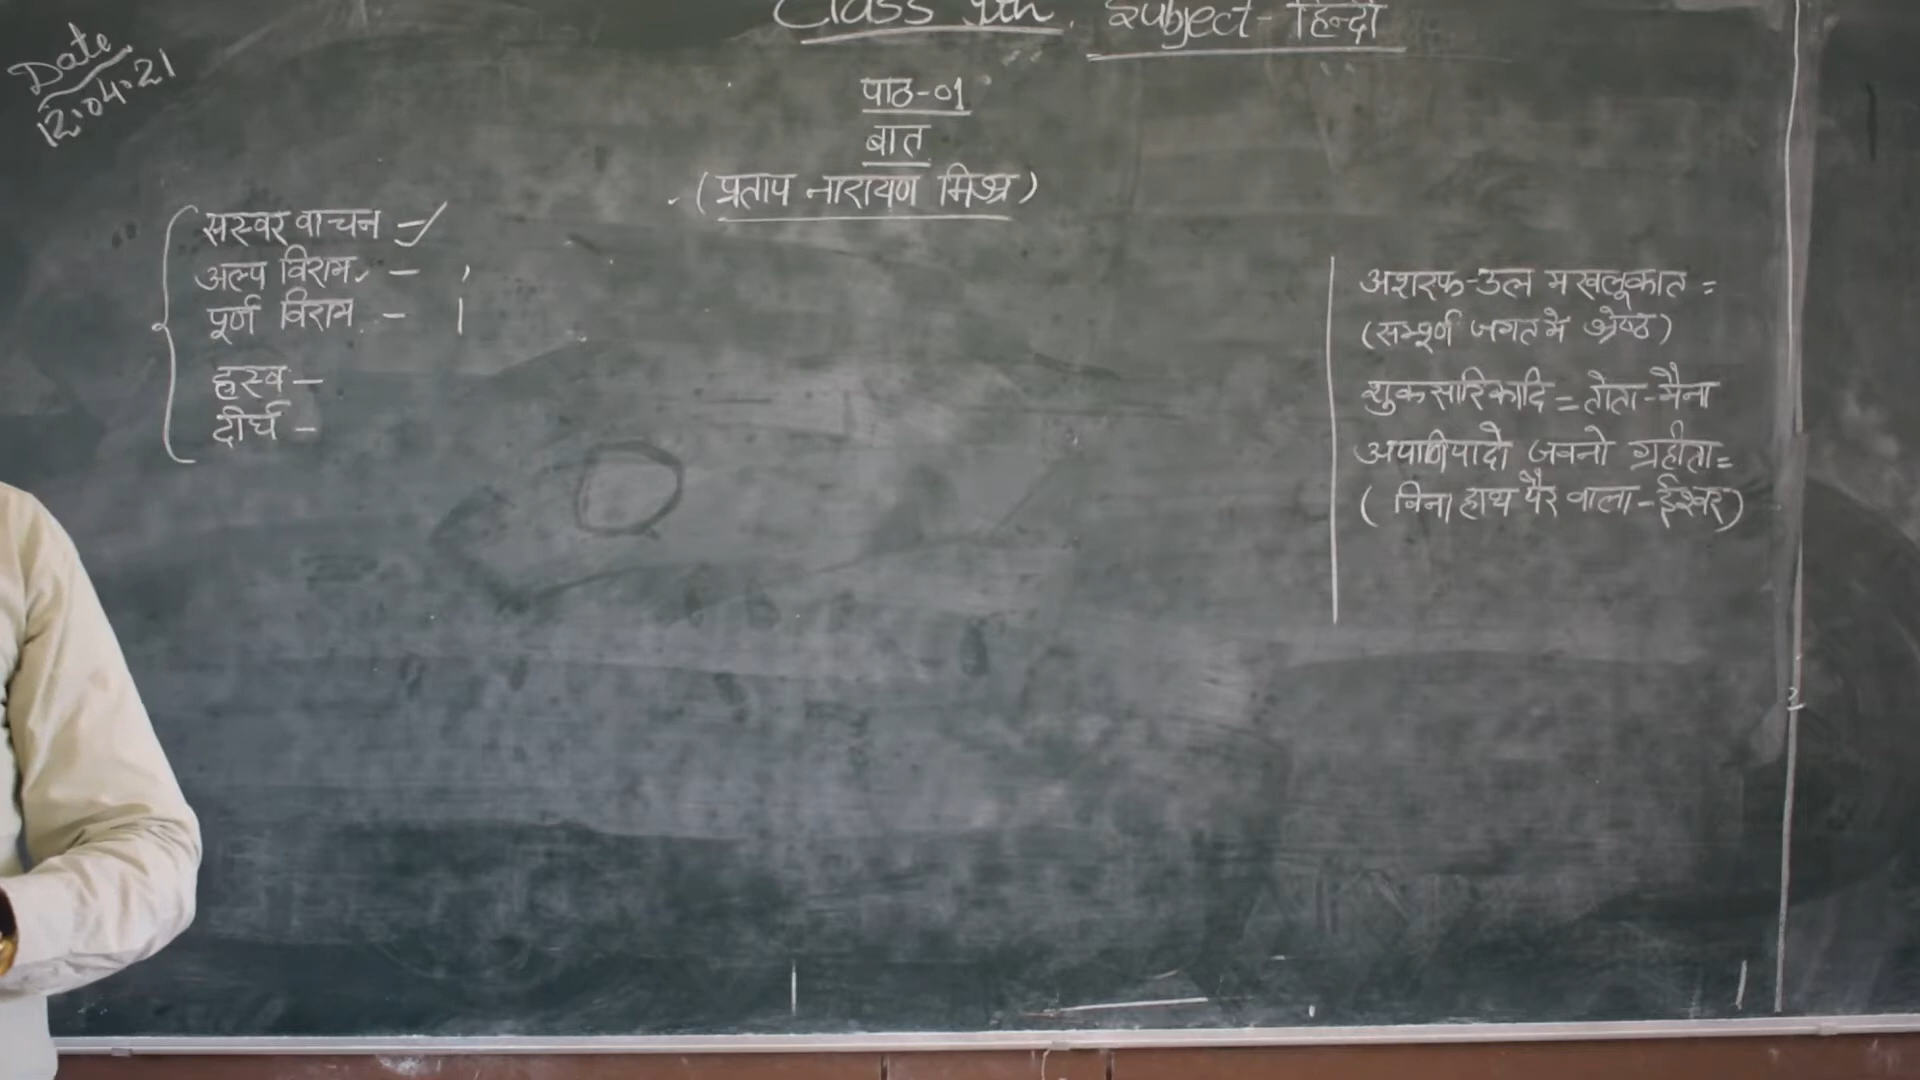 Date
12.04.21
Class 9th. Subject- हिन्दी
पाठ-०1
बात
(प्रताप नारायण मिश्र)
सस्वर वाचन -
अल्प विराम - ,
पूर्ण विराम - ।
ह्रस्व -
दीर्घ -
अशरफ-उल मखलूकात =
(सम्पूर्ण जगत में श्रेष्ठ)
शुकसारिकादि = तोता-मैना
अपाणिपादो जवनो ग्रहीता=
(बिना हाथ पैर वाला-ईश्वर)